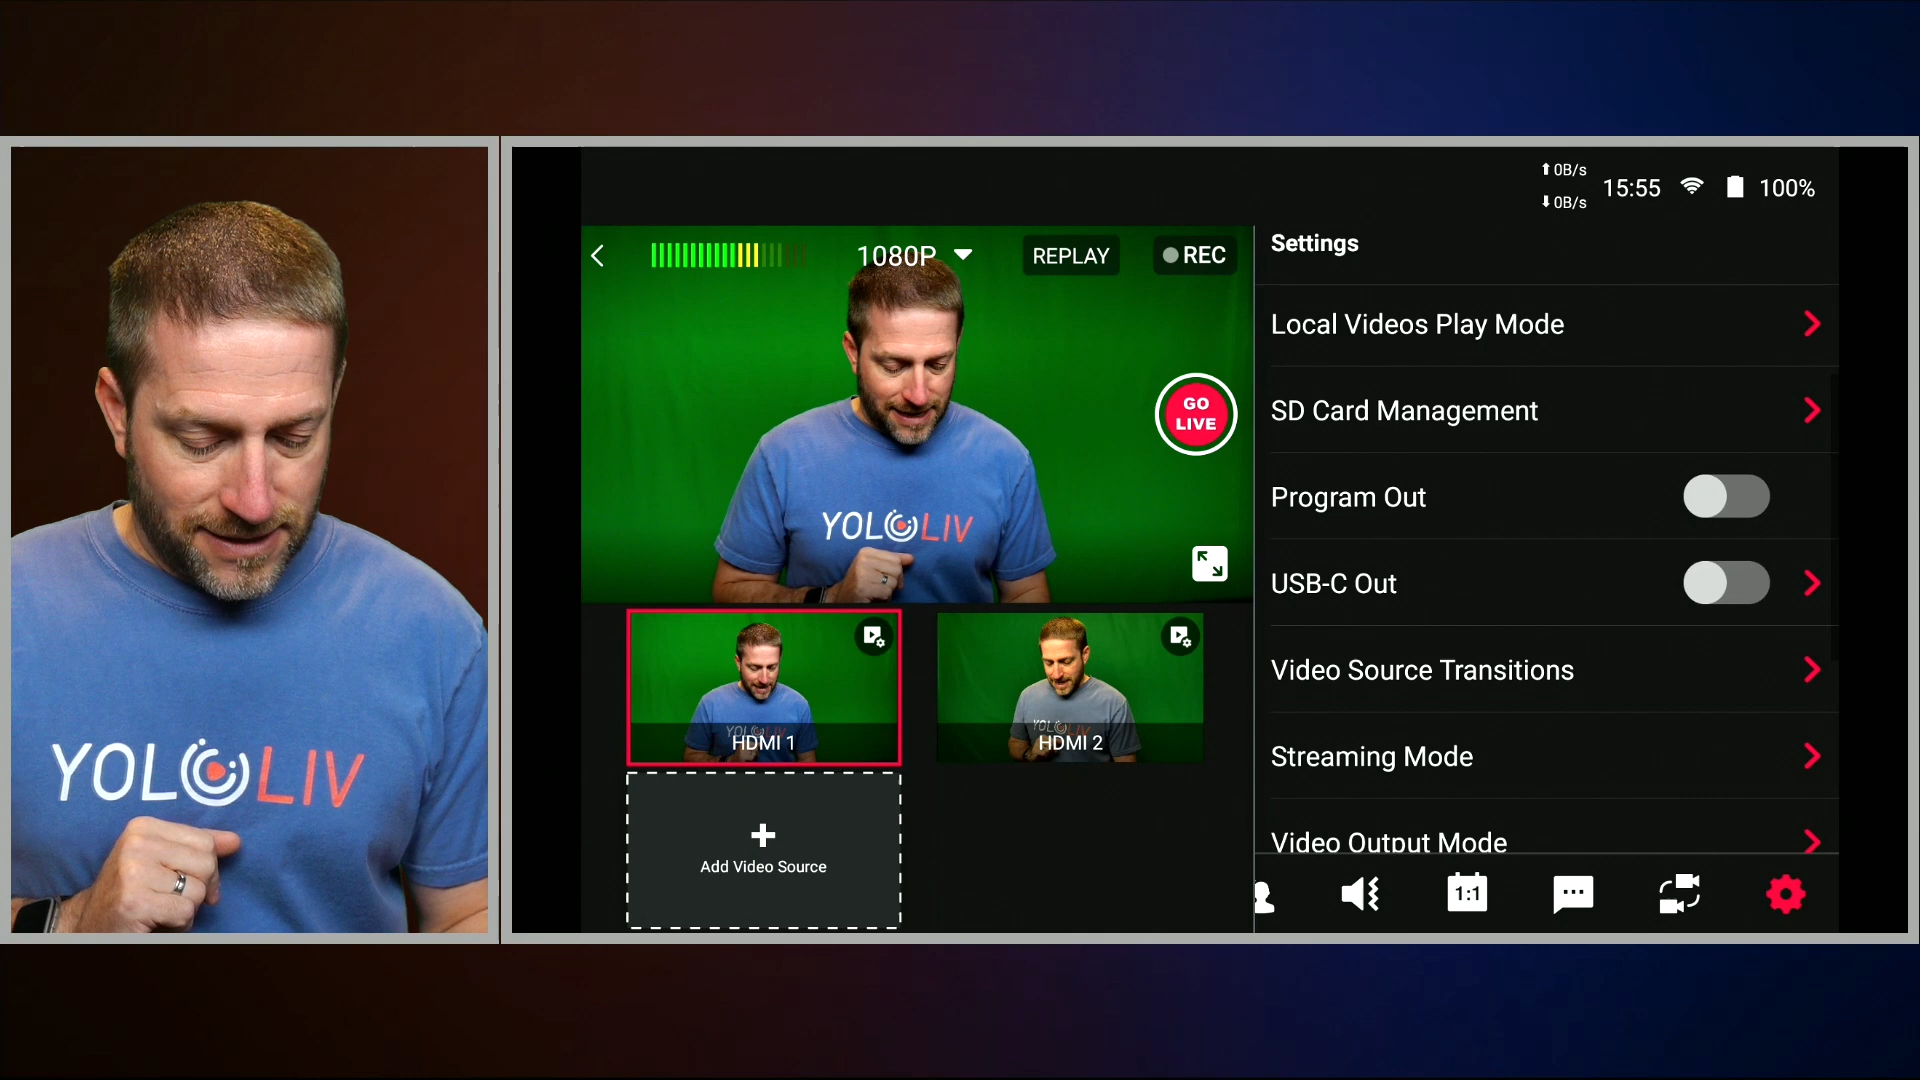 YOLOLIV
⬆0B/s
⬇0B/s
15:55
100%
1080P
REPLAY
REC
GO
LIVE
YOLOLIV
YOLOLIV
HDMI 1
YOLOLIV
HDMI 2
Add Video Source
Settings
Local Videos Play Mode
SD Card Management
Program Out
USB-C Out
Video Source Transitions
Streaming Mode
Video Output Mode
1:1